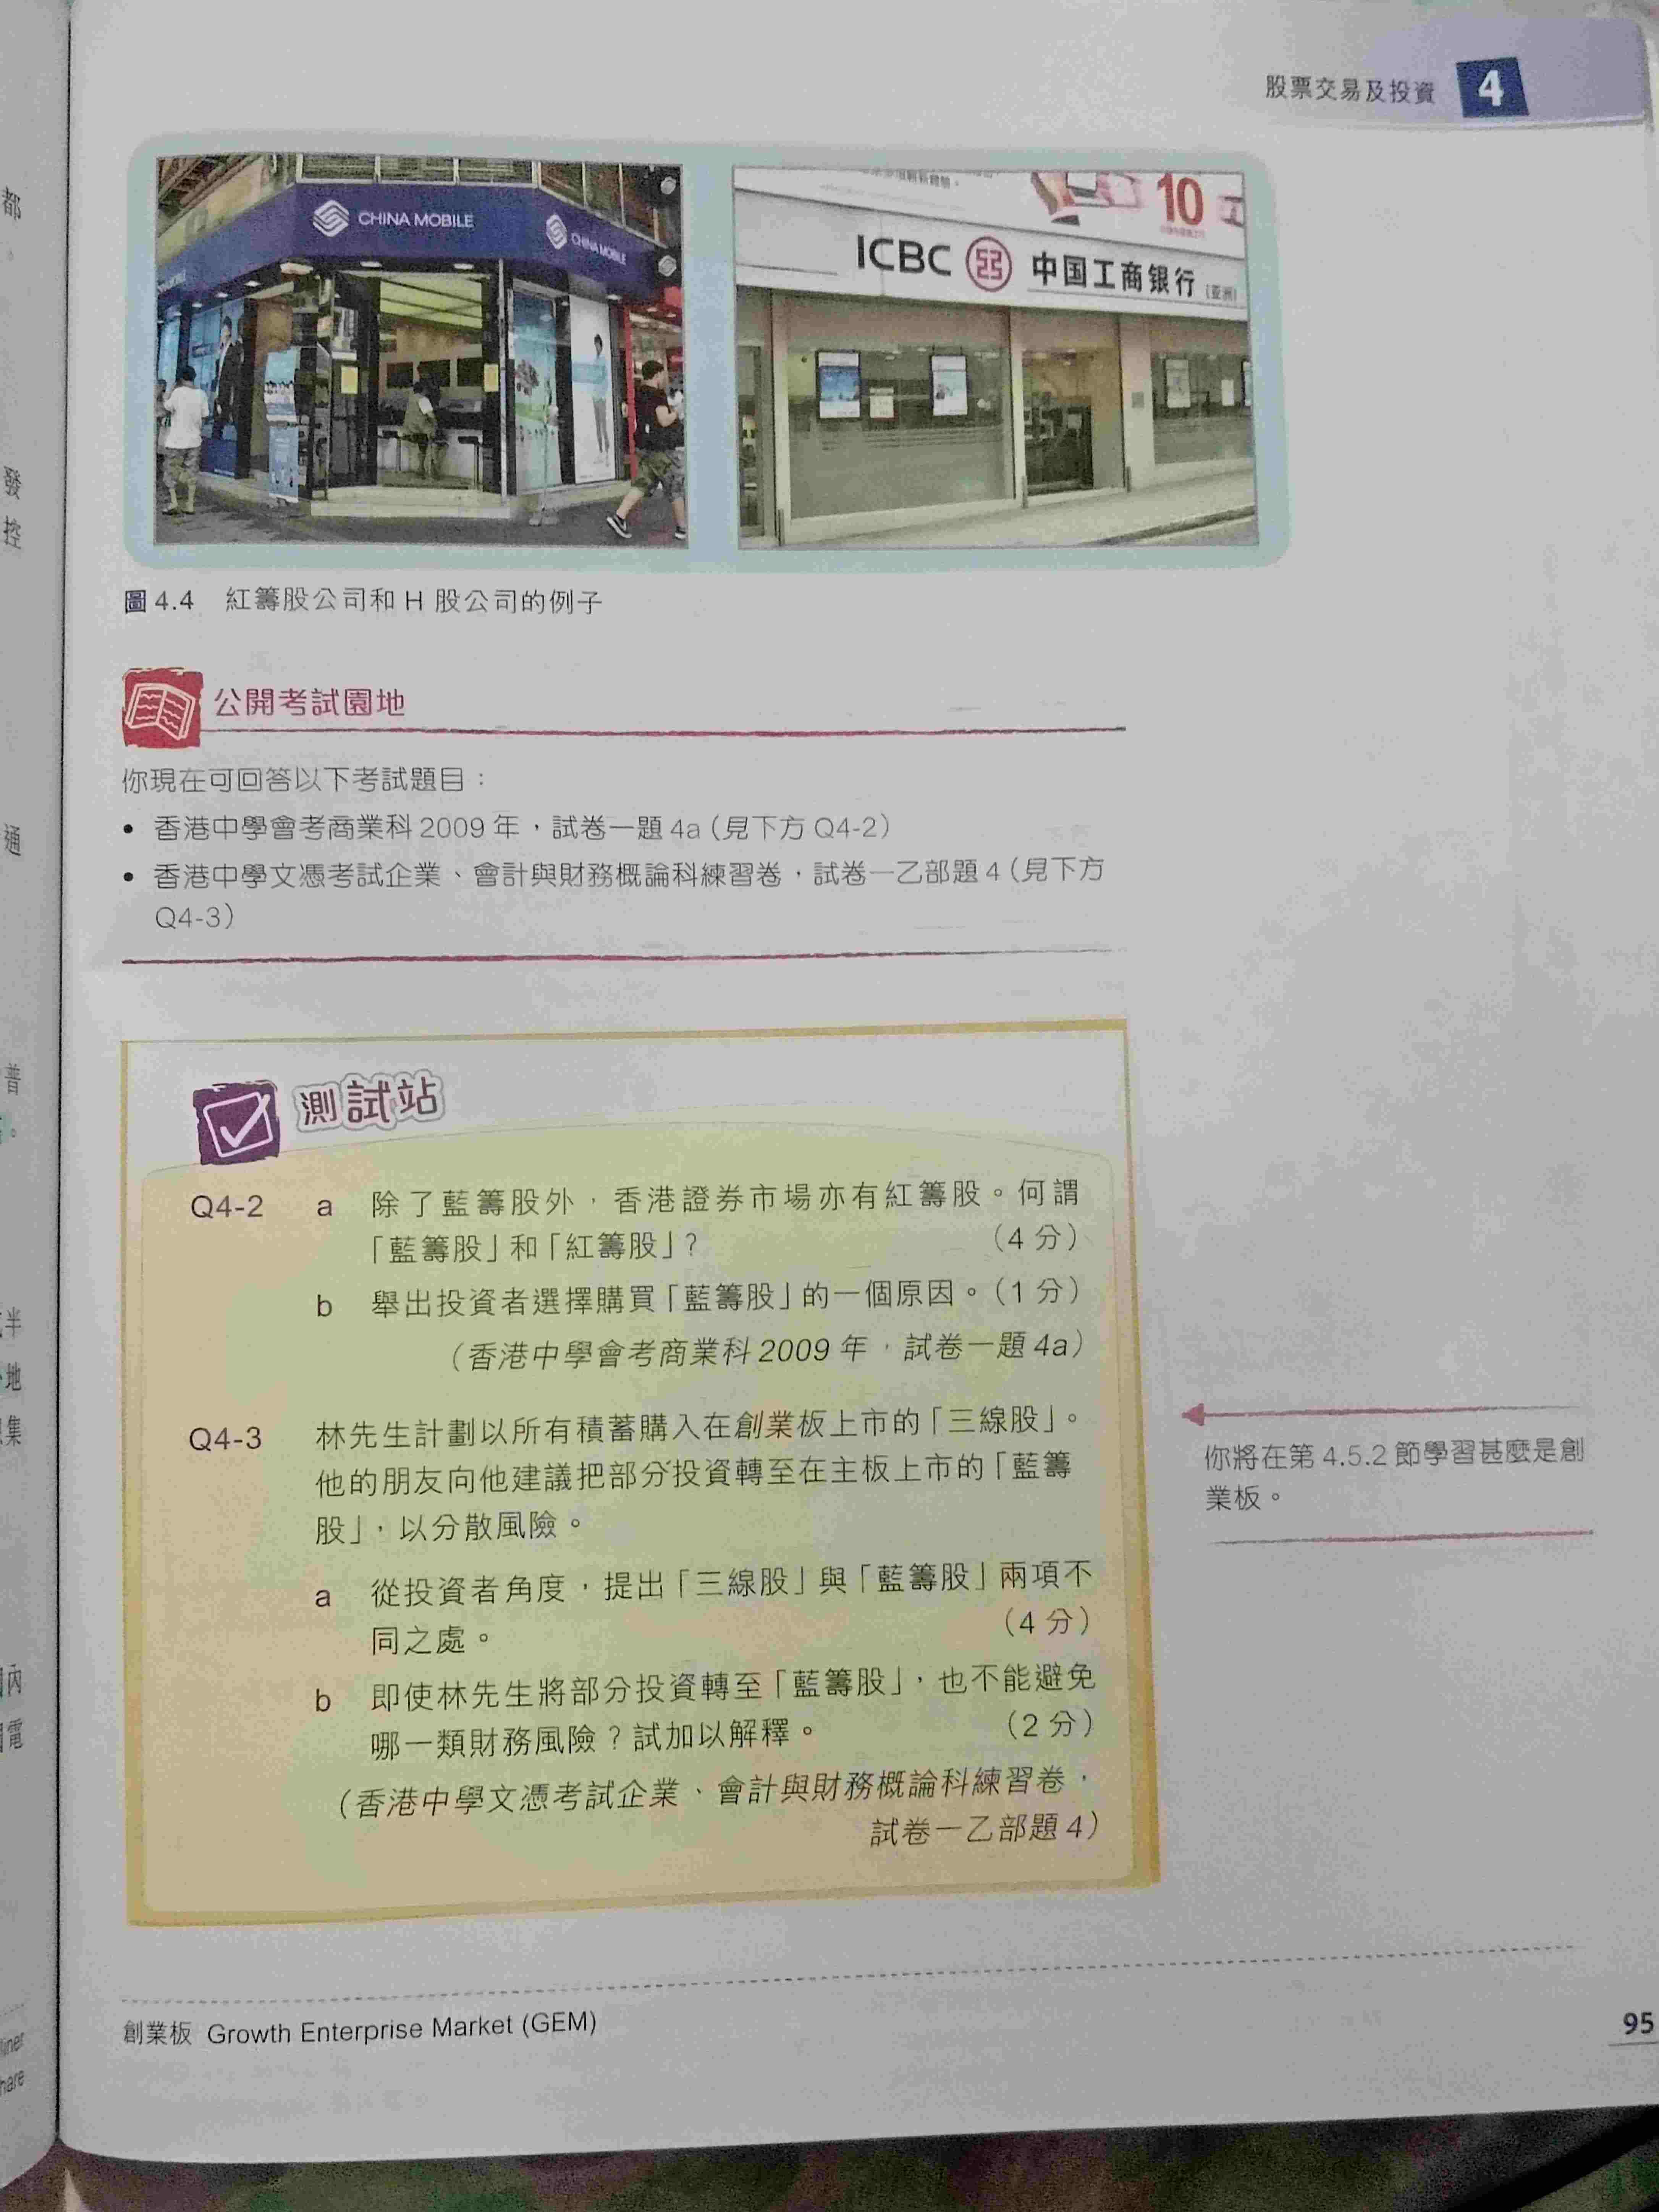 股票交易及投資 4
CHINA MOBILE
CHINA MOBILE
10
ICBC 中国工商银行 (亚洲)
圖 4.4 紅籌股公司和 H 股公司的例子
公開考試園地
你現在可回答以下考試題目：
• 香港中學會考商業科 2009 年，試卷一題 4a（見下方 Q4-2）
• 香港中學文憑考試企業、會計與財務概論科練習卷，試卷一乙部題 4（見下方
Q4-3）
測試站
Q4-2 a 除了藍籌股外，香港證券市場亦有紅籌股。何謂
「藍籌股」和「紅籌股」？ （4 分）
b 舉出投資者選擇購買「藍籌股」的一個原因。（1 分）
（香港中學會考商業科 2009 年，試卷一題 4a）
Q4-3 林先生計劃以所有積蓄購入在創業板上市的「三線股」。
他的朋友向他建議把部分投資轉至在主板上市的「藍籌
股」，以分散風險。
a 從投資者角度，提出「三線股」與「藍籌股」兩項不
同之處。 （4 分）
b 即使林先生將部分投資轉至「藍籌股」，也不能避免
哪一類財務風險？試加以解釋。 （2 分）
（香港中學文憑考試企業、會計與財務概論科練習卷，
試卷一乙部題 4）
你將在第 4.5.2 節學習甚麼是創
業板。
創業板 Growth Enterprise Market (GEM)
95
都
發
控
通
普
半
地
集
內
電